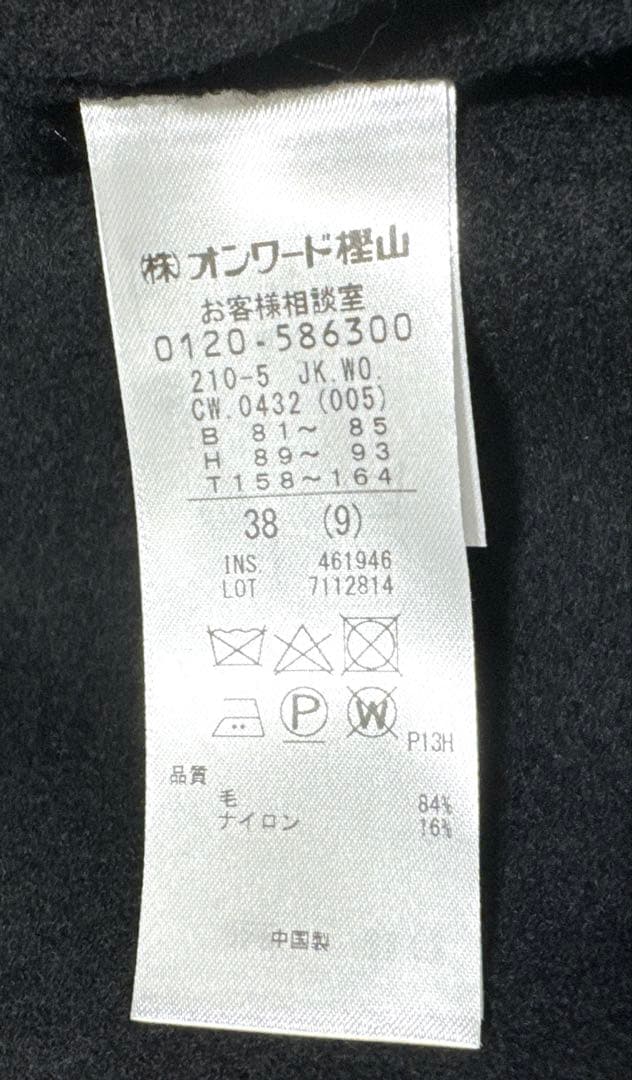 ㈱オンワード樫山
お客様相談室
0120-586300
210-5 JK.WO.
CW.0432 (005)
B 81～ 85
H 89～ 93
T158～164
38 (9)
INS. 461946
LOT 7112814
P W P13H
品質
毛 84%
ナイロン 16%
中国製